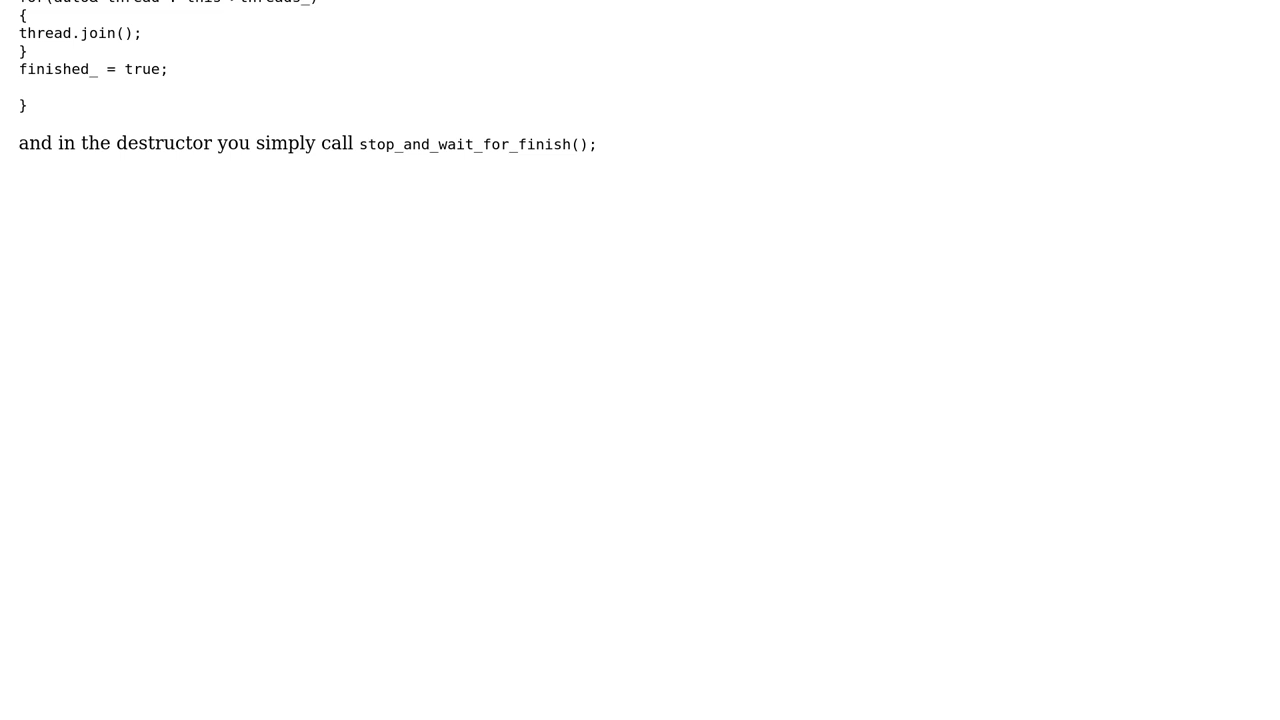 {
thread.join();
}
finished_ = true;
}
and in the destructor you simply call stop_and_wait_for_finish();